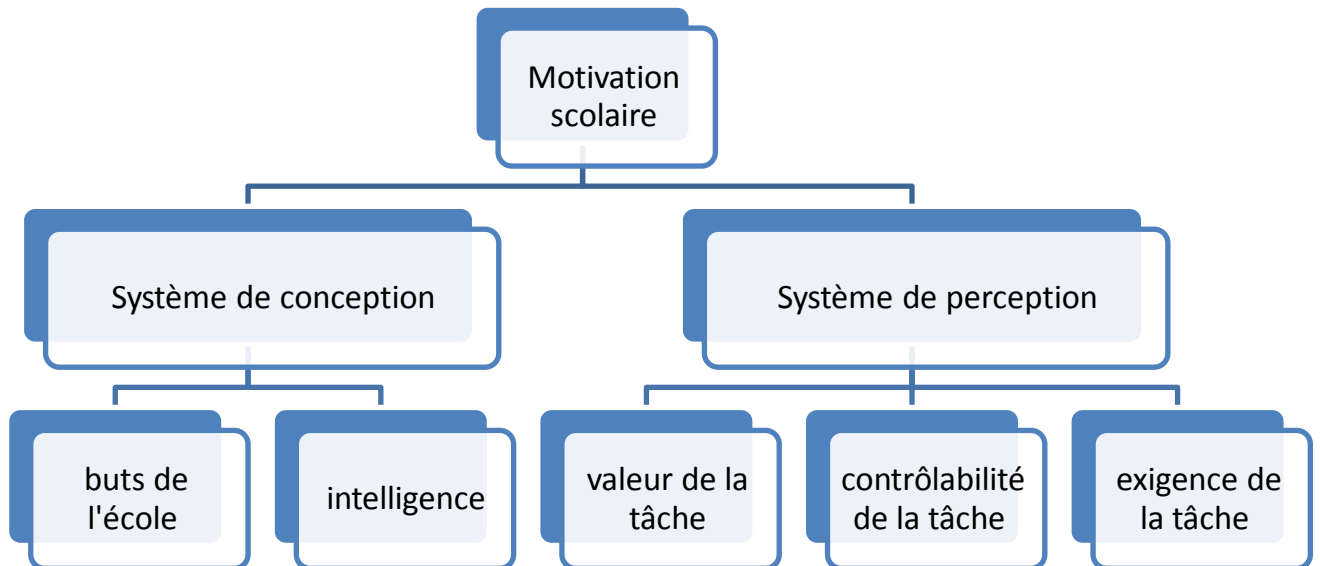 Motivation
scolaire
Système de conception
Système de perception
buts de
l'école
intelligence
valeur de la
tâche
contrôlabilité
de la tâche
exigence de
la tâche